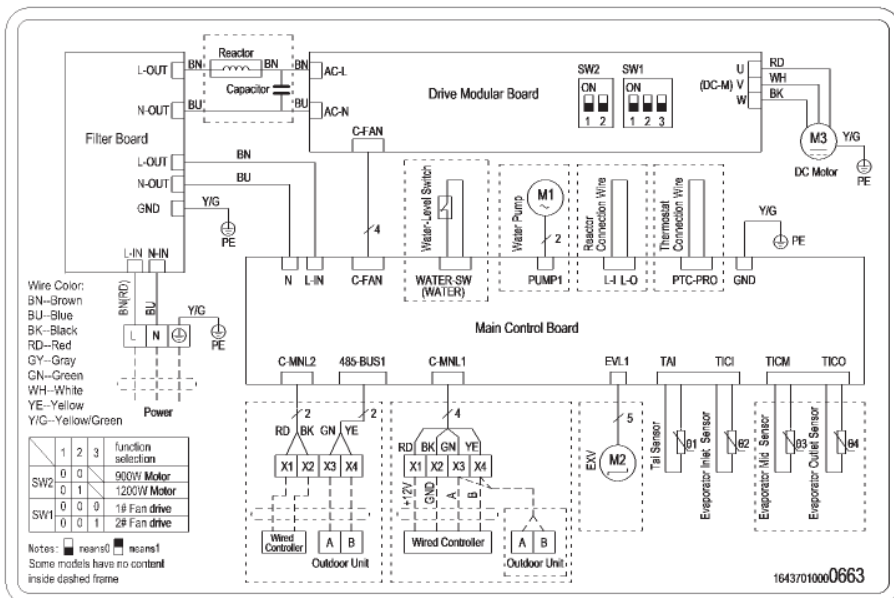 Reactor
L-OUT BN BN BN AC-L
Capacitor
N-OUT BU BU AC-N
Filter Board
Drive Modular Board
SW2 SW1
ON ON
1 2 1 2 3
(DC-M) U V W
RD
WH
BK
M3
Y/G
DC Motor
PE
L-OUT BN
N-OUT BU
GND Y/G
PE
C-FAN
4
Water-Level Switch
Water Pump
M1
2
Reactor
Connection Wire
Thermostat
Connection Wire
Y/G
PE
L-IN N-IN
N L-IN C-FAN WATER-SW PUMP1 L-I L-O PTC-PRO GND
(WATER)
Main Control Board
Wire Color:
BN--Brown
BU--Blue
BK--Black
RD--Red
GY--Gray
GN--Green
WH--White
YE--Yellow
Y/G--Yellow/Green
BN(RD)
BU
Y/G
L N
PE
Power
C-MNL2 485-BUS1 C-MNL1 EVL1 TAI TICI TICM TICO
2 2 4 5
RD BK GN YE
X1 X2 X3 X4
Wired Controller
A B
Outdoor Unit
RD BK GN YE
X1 X2 X3 X4
+12V GND A B
Wired Controller
A B
Outdoor Unit
EXV
M2
Tai Sensor
θ1
Evaporator Inlet Sensor
θ2
Evaporator Mid Sensor
θ3
Evaporator Outlet Sensor
θ4
1 2 3 function selection
SW2 0 0 900W Motor
0 1 1200W Motor
SW1 0 0 0 1# Fan drive
0 0 1 2# Fan drive
Notes: means0 means1
Some models have no content
inside dashed frame
16437010000663